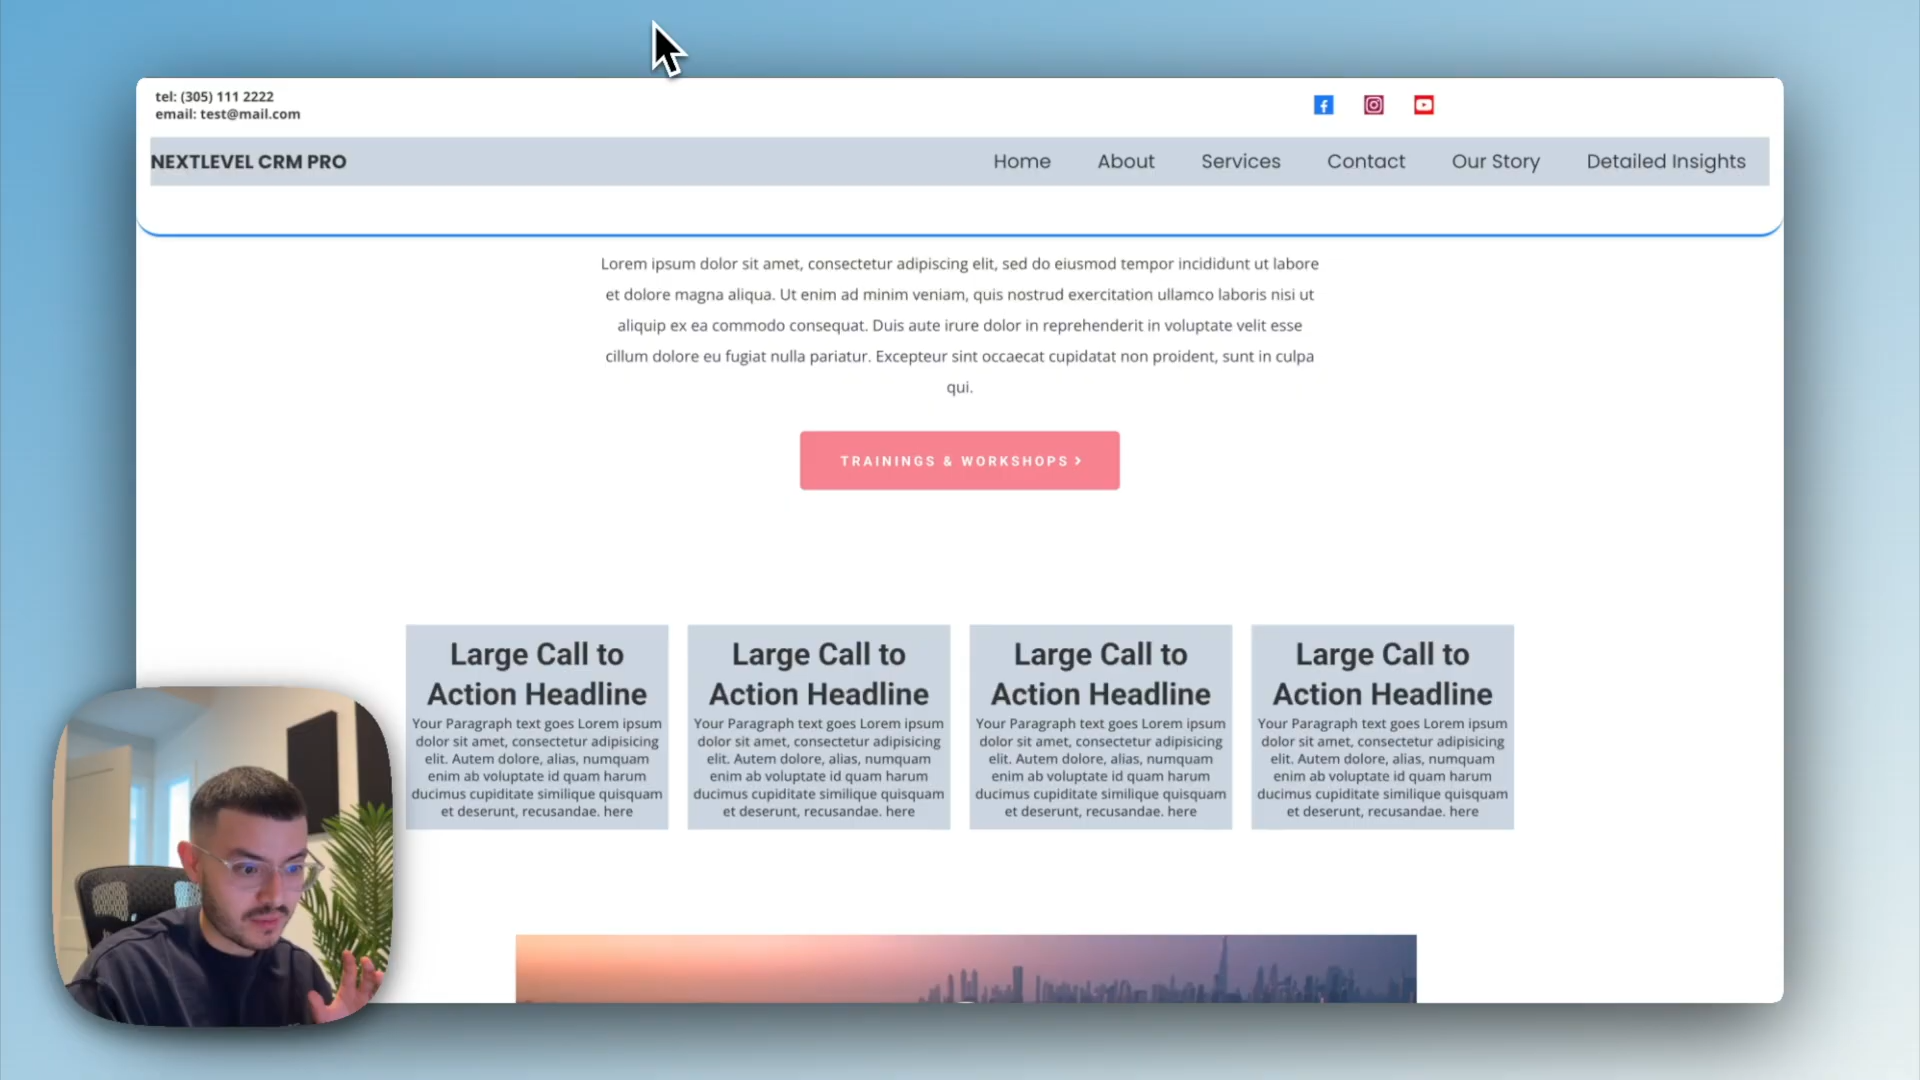 tel: (305) 111 2222
email: test@mail.com
NEXTLEVEL CRM PRO
Home About Services Contact Our Story Detailed Insights
Lorem ipsum dolor sit amet, consectetur adipiscing elit, sed do eiusmod tempor incididunt ut labore
et dolore magna aliqua. Ut enim ad minim veniam, quis nostrud exercitation ullamco laboris nisi ut
aliquip ex ea commodo consequat. Duis aute irure dolor in reprehenderit in voluptate velit esse
cillum dolore eu fugiat nulla pariatur. Excepteur sint occaecat cupidatat non proident, sunt in culpa
qui.
TRAININGS & WORKSHOPS >
Large Call to
Action Headline
Your Paragraph text goes Lorem ipsum
dolor sit amet, consectetur adipisicing
elit. Autem dolore, alias, numquam
enim ab voluptate id quam harum
ducimus cupiditate similique quisquam
et deserunt, recusandae. here
Large Call to
Action Headline
Your Paragraph text goes Lorem ipsum
dolor sit amet, consectetur adipisicing
elit. Autem dolore, alias, numquam
enim ab voluptate id quam harum
ducimus cupiditate similique quisquam
et deserunt, recusandae. here
Large Call to
Action Headline
Your Paragraph text goes Lorem ipsum
dolor sit amet, consectetur adipisicing
elit. Autem dolore, alias, numquam
enim ab voluptate id quam harum
ducimus cupiditate similique quisquam
et deserunt, recusandae. here
Large Call to
Action Headline
Your Paragraph text goes Lorem ipsum
dolor sit amet, consectetur adipisicing
elit. Autem dolore, alias, numquam
enim ab voluptate id quam harum
ducimus cupiditate similique quisquam
et deserunt, recusandae. here